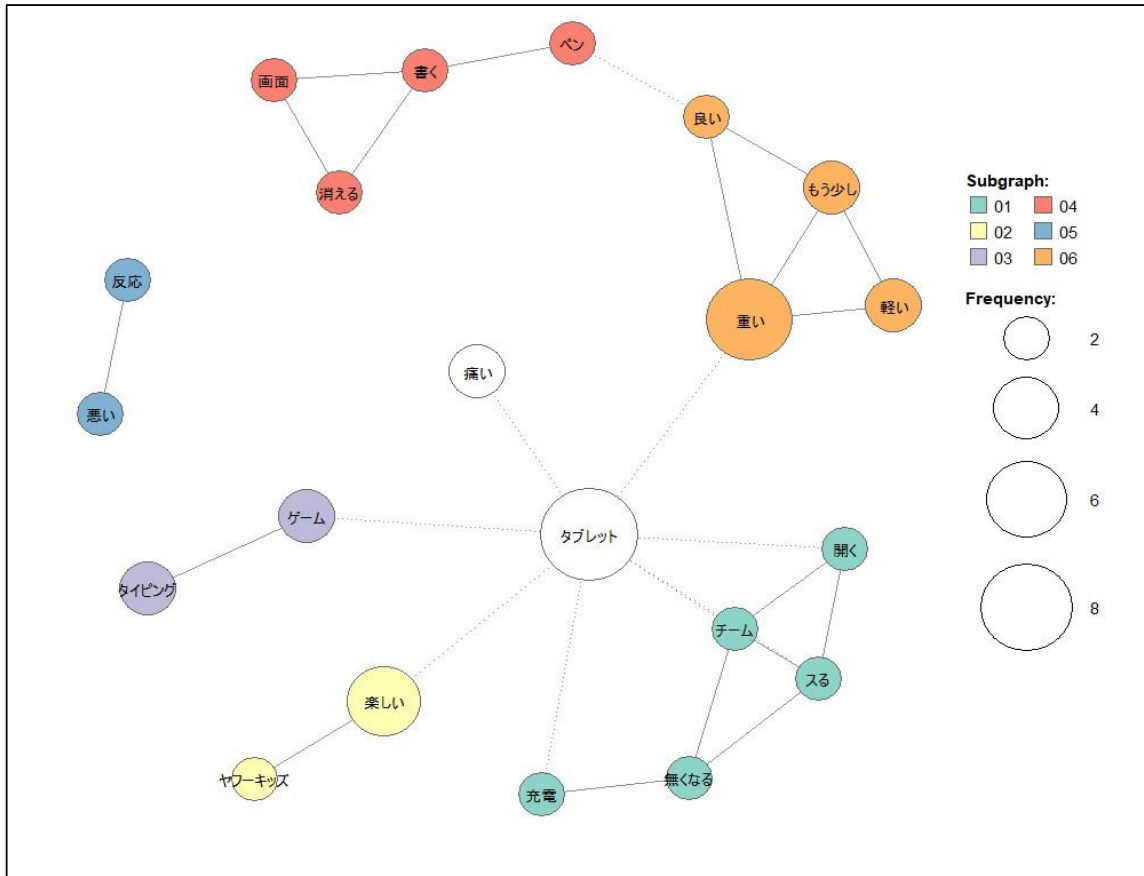 ペン
書く
画面
良い
消える
もう少し
Subgraph:
01 04
02 05
03 06
反応
Frequency:
軽い
重い
2
痛い
4
悪い
6
ゲーム
タブレット
開く
タイピング
8
チーム
スる
楽しい
ヤフーキッズ
無くなる
充電